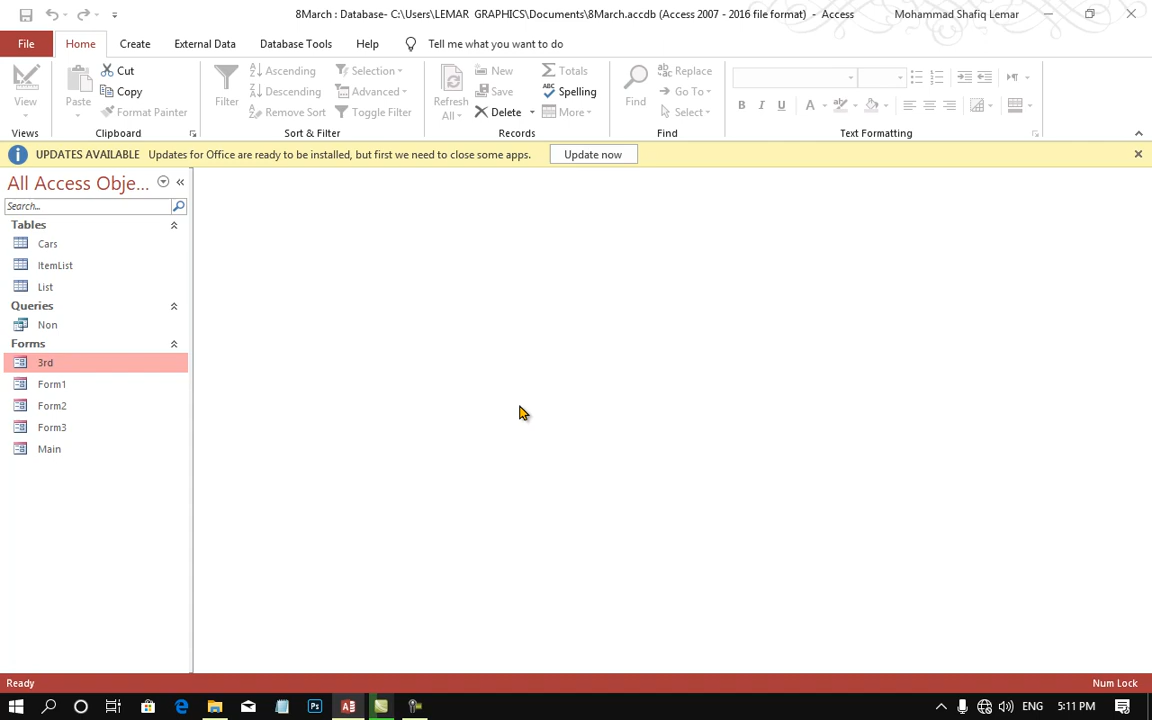 8March : Database- C:\Users\LEMAR GRAPHICS\Documents\8March.accdb (Access 2007 - 2016 file format) - Access
Mohammad Shafiq Lemar
File Home Create External Data Database Tools Help Tell me what you want to do
View
Views
Paste
Cut
Copy
Format Painter
Clipboard
Filter
Ascending
Descending
Remove Sort
Selection
Advanced
Toggle Filter
Sort & Filter
Refresh
All
New
Save
Delete
Totals
Spelling
More
Records
Find
Replace
Go To
Select
Find
B I U A
Text Formatting
UPDATES AVAILABLE Updates for Office are ready to be installed, but first we need to close some apps. Update now
All Access Obje...
Search...
Tables
Cars
ItemList
List
Queries
Non
Forms
3rd
Form1
Form2
Form3
Main
Ready
Num Lock
ENG 5:11 PM